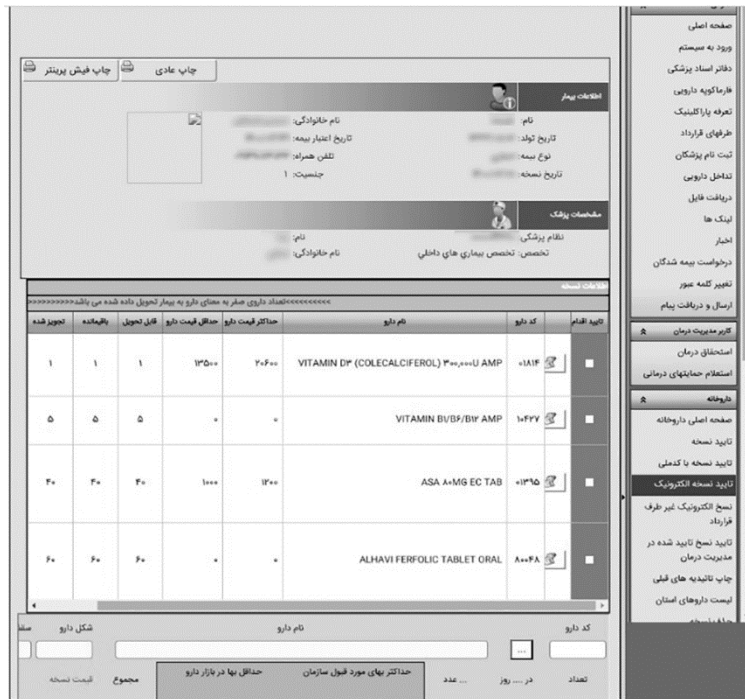 صفحه اصلی
ورود به سیستم
دفاتر اسناد پزشکی
فارماکوپه دارویی
تعرفه پاراکلینیک
طرفهای قرارداد
ثبت نام پزشکان
تداخل دارویی
دریافت فایل
لینک ها
اخبار
درخواست بیمه شدگان
تغییر کلمه عبور
ارسال و دریافت پیام
کاربر مدیریت درمان
استحقاق درمان
استعلام حمایتهای درمانی
داروخانه
صفحه اصلی داروخانه
تایید نسخه
تایید نسخه با کدملی
تایید نسخه الکترونیک
نسخ الکترونیک غیر طرف قرارداد
تایید نسخ تایید شده در مدیریت درمان
چاپ تائیدیه های قبلی
لیست داروهای استان
چاپ عادی چاپ فیش پرینتر
اطلاعات بیمار
نام: نام خانوادگی:
تاریخ تولد: تاریخ اعتبار بیمه:
نوع بیمه: تلفن همراه:
تاریخ نسخه: جنسیت: ۱
مشخصات پزشک
نظام پزشکی: نام:
تخصص: تخصص بیماري هاي داخلي نام خانوادگی:
اطلاعات نسخه
>>>>>>>>>>تعداد داروی صفر به معنای دارو به بیمار تحویل داده شده می باشد<<<<<<<<<<
تایید اقدام کد دارو نام دارو حداکثر قیمت دارو حداقل قیمت دارو قابل تحویل باقیمانده تجویز شده
۰۱۸۱۴ VITAMIN D۳ (COLECALCIFEROL) ۳۰۰,۰۰۰U AMP ۲۰۶۰۰ ۱۳۵۰۰ ۱ ۱ ۱
۱۰۴۲۷ VITAMIN B۱/B۶/B۱۲ AMP ۰ ۰ ۵ ۵ ۵
۰۱۳۹۵ ASA ۸۰MG EC TAB ۱۲۰۰ ۱۰۰۰ ۴۰ ۴۰ ۴۰
۸۰۰۴۸ ALHAVI FERFOLIC TABLET ORAL ۰ ۰ ۶۰ ۶۰ ۶۰
کد دارو نام دارو شکل دارو سقف
...
تعداد در .... روز ... عدد حداکثر بهای مورد قبول سازمان حداقل بها در بازار دارو مجموع قیمت نسخه